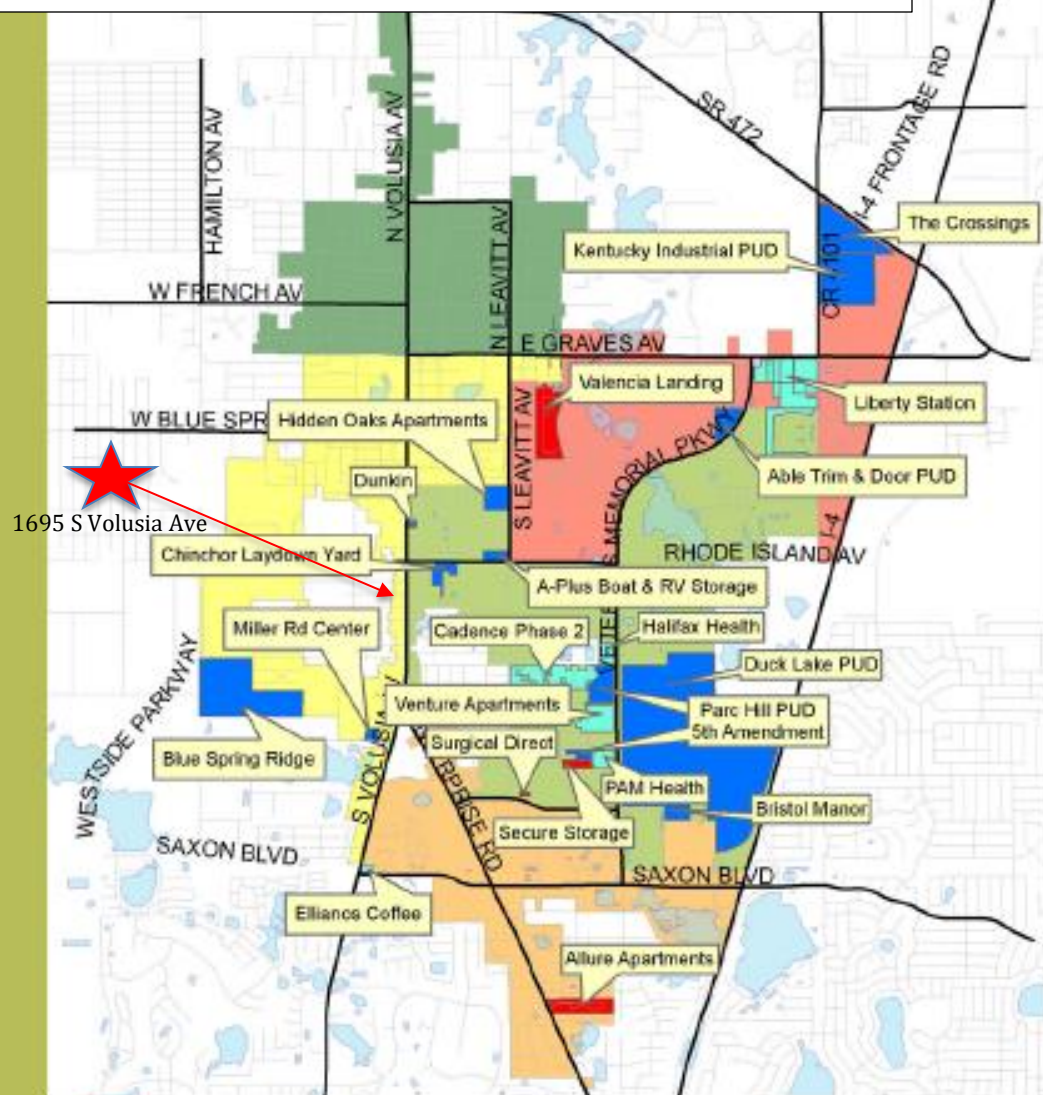 SR 472
I-4 FRONTAGE RD
HAMILTON AV
N VOLUSIA AV
The Crossings
N LEAVITT AV
Kentucky Industrial PUD
CR 4101
W FRENCH AV
E GRAVES AV
Valencia Landing
Liberty Station
W BLUE SPR
Hidden Oaks Apartments
S LEAVITT AV
S MEMORIAL PKWY
Able Trim & Door PUD
Dunkin
1695 S Volusia Ave
I-4
RHODE ISLAND AV
Chinchor Laydown Yard
A-Plus Boat & RV Storage
Miller Rd Center
Cadence Phase 2
Halifax Health
Duck Lake PUD
WESTSIDE PARKWAY
Venture Apartments
Parc Hill PUD
5th Amendment
Blue Spring Ridge
S VOLUSIA AV
Surgical Direct
PAM Health
Bristol Manor
RPRISE RD
Secure Storage
SAXON BLVD
SAXON BLVD
Ellianos Coffee
Allure Apartments